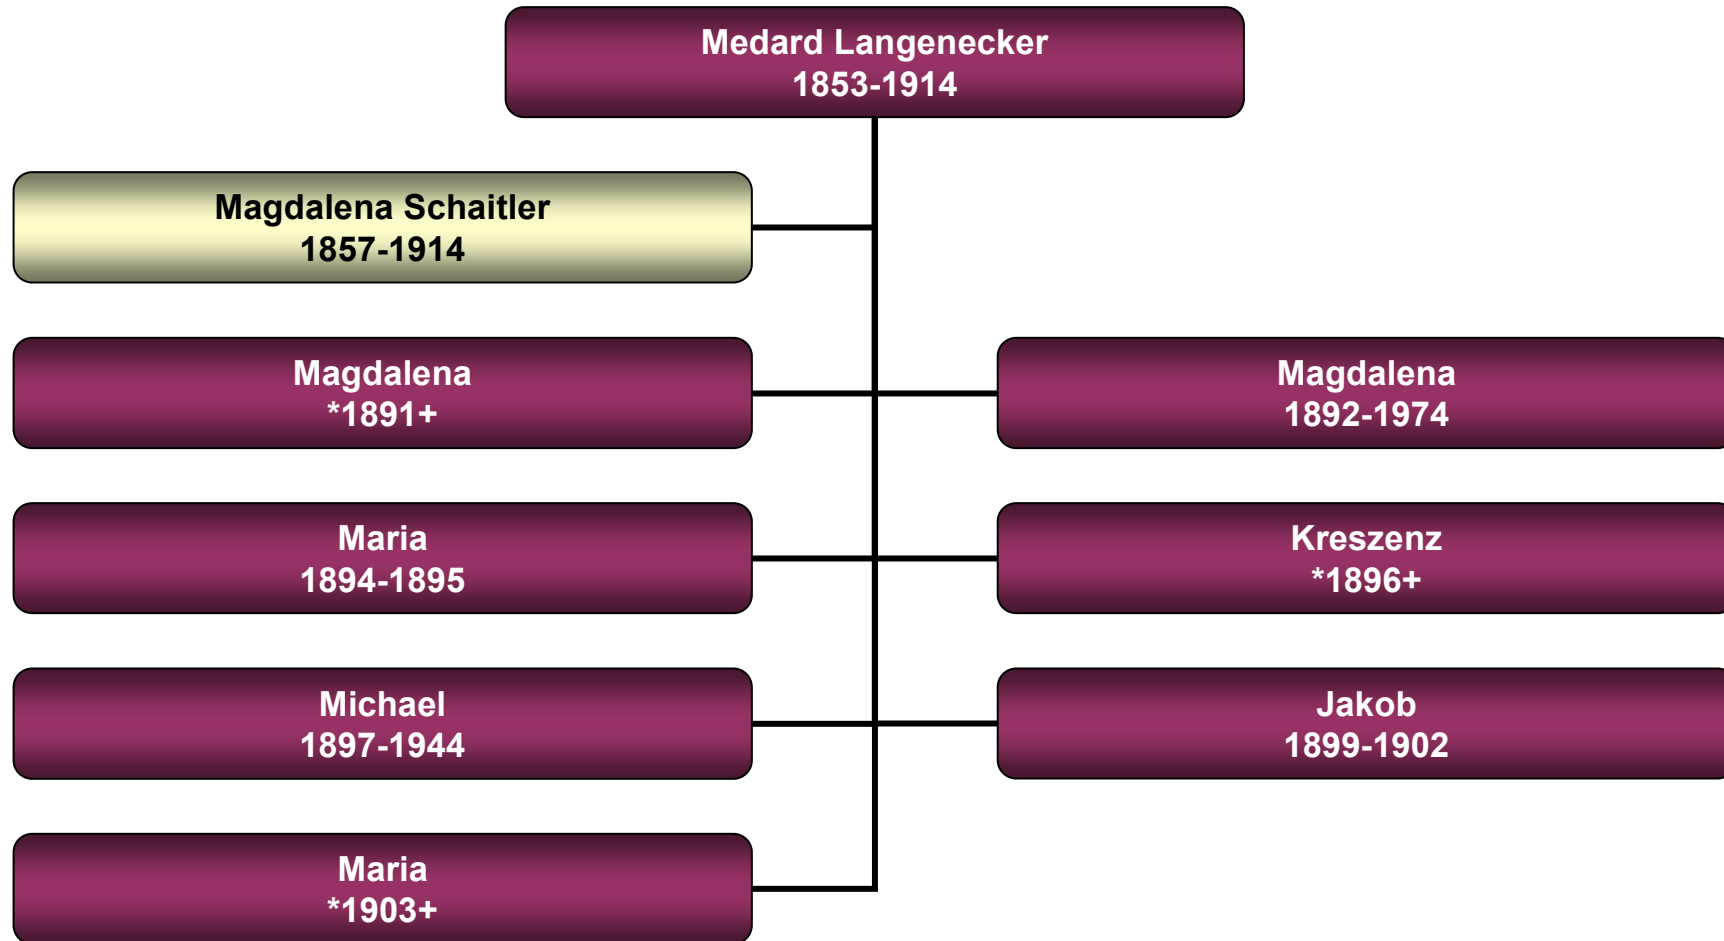 Medard Langenecker
1853-1914
Magdalena Schaitler
1857-1914
Magdalena
*1891+
Magdalena
1892-1974
Maria
1894-1895
Kreszenz
*1896+
Michael
1897-1944
Jakob
1899-1902
Maria
*1903+